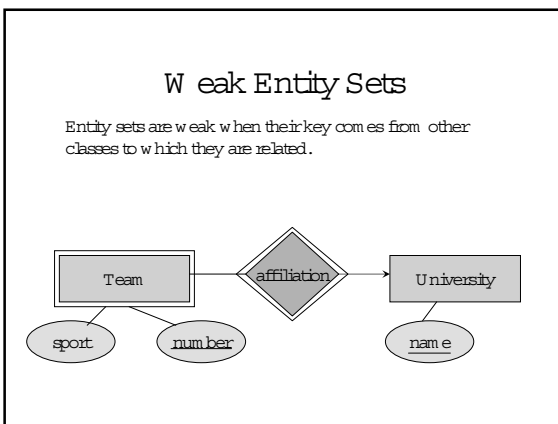 Weak Entity Sets
Entity sets are weak when their key comes from other
classes to which they are related.
Team
affiliation
University
sport
number
name